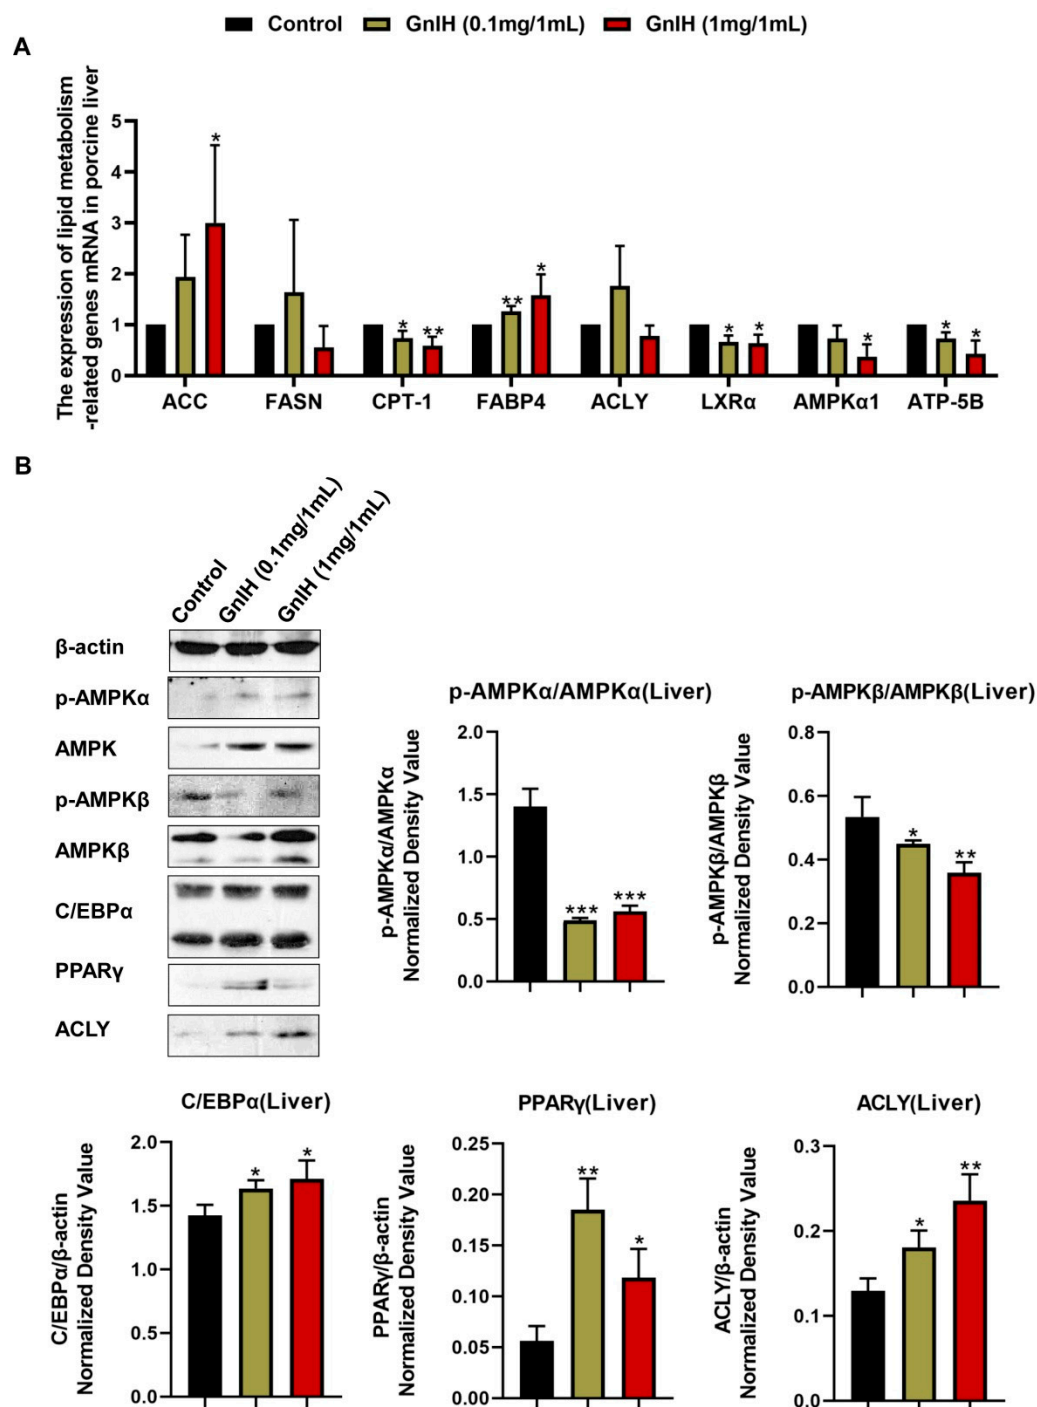 Control GnIH (0.1mg/1mL) GnIH (1mg/1mL)
A
The expression of lipid metabolism
-related genes mRNA in porcine liver
5
4
3
2
1
0
*
** *
* **
* *
*
* *
ACC FASN CPT-1 FABP4 ACLY LXRα AMPKα1 ATP-5B
B
Control
GnIH (0.1mg/1mL)
GnIH (1mg/1mL)
β-actin
p-AMPKα
AMPK
p-AMPKβ
AMPKβ
C/EBPα
PPARγ
ACLY
p-AMPKα/AMPKα(Liver)
p-AMPKα/AMPKα
Normalized Density Value
2.0
1.5
1.0
0.5
0.0
*** ***
p-AMPKβ/AMPKβ(Liver)
p-AMPKβ/AMPKβ
Normalized Density Value
0.8
0.6
0.4
0.2
0.0
* **
C/EBPα(Liver)
C/EBPα/β-actin
Normalized Density Value
2.0
1.5
1.0
0.5
0.0
* *
PPARγ(Liver)
PPARγ/β-actin
Normalized Density Value
0.25
0.20
0.15
0.10
0.05
0.00
** *
ACLY(Liver)
ACLY/β-actin
Normalized Density Value
0.3
0.2
0.1
0.0
* **